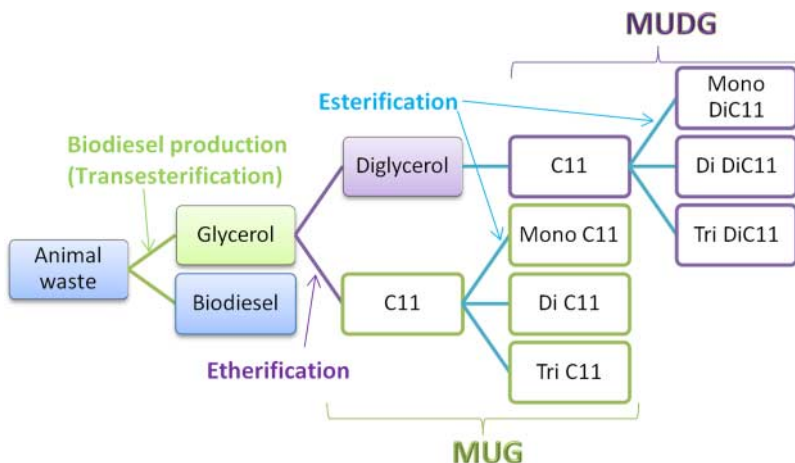 MUDG
Mono
DiC11
Esterification
Biodiesel production
(Transesterification)
Diglycerol
C11
Di DiC11
Glycerol
Mono C11
Tri DiC11
Animal
waste
Biodiesel
C11
Di C11
Etherification
Tri C11
MUG